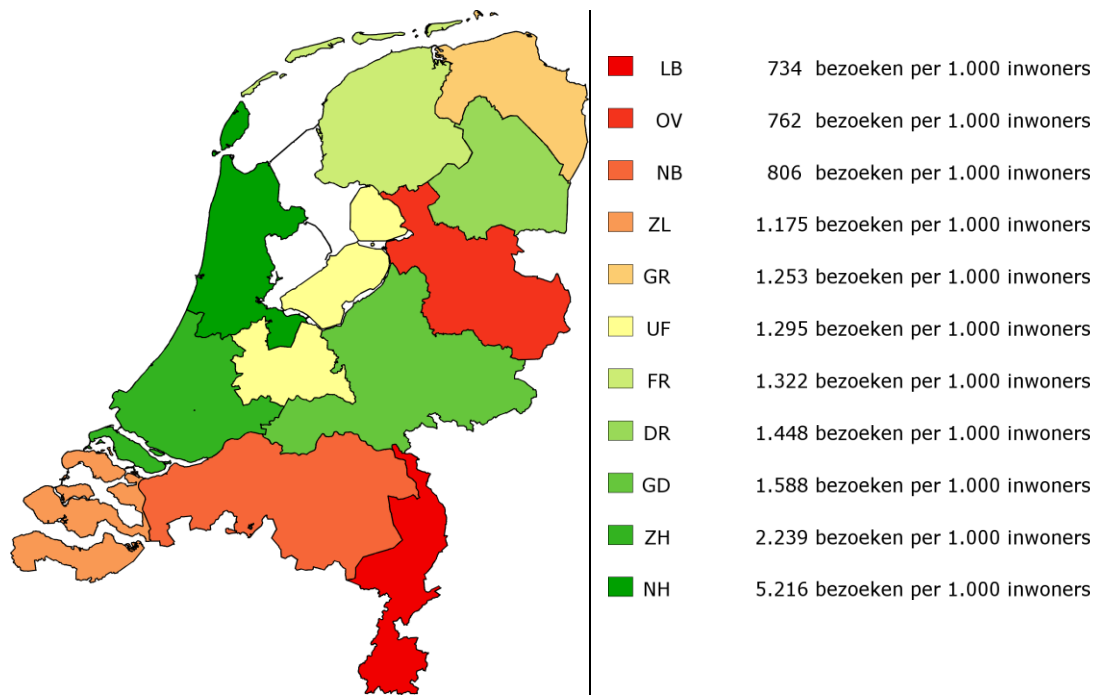 LB 734 bezoeken per 1.000 inwoners
OV 762 bezoeken per 1.000 inwoners
NB 806 bezoeken per 1.000 inwoners
ZL 1.175 bezoeken per 1.000 inwoners
GR 1.253 bezoeken per 1.000 inwoners
UF 1.295 bezoeken per 1.000 inwoners
FR 1.322 bezoeken per 1.000 inwoners
DR 1.448 bezoeken per 1.000 inwoners
GD 1.588 bezoeken per 1.000 inwoners
ZH 2.239 bezoeken per 1.000 inwoners
NH 5.216 bezoeken per 1.000 inwoners